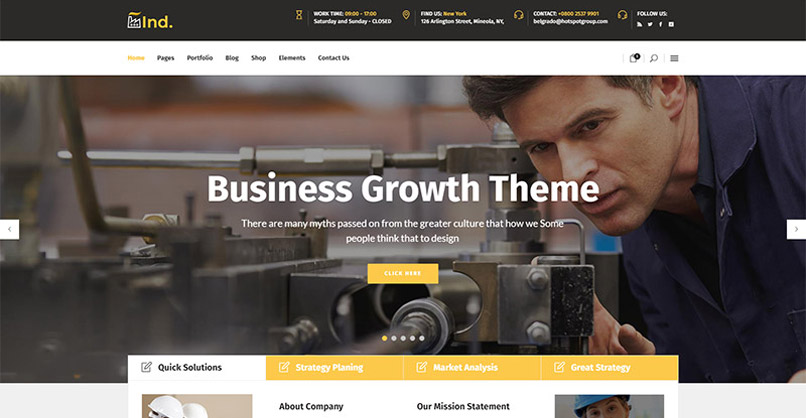 Ind.
WORK TIME: 09:00 - 17:00
Saturday and Sunday - CLOSED
FIND US: New York
126 Arlington Street, Mineola, NY,
CONTACT: +0800 2537 9901
belgrado@hotspotgroup.com
FOLLOW US:
Home Pages Portfolio Blog Shop Elements Contact Us
Business Growth Theme
There are many myths passed on from the greater culture that how we Some
people think that to design
CLICK HERE
Quick Solutions
Strategy Planing
Market Analysis
Great Strategy
About Company
Our Mission Statement